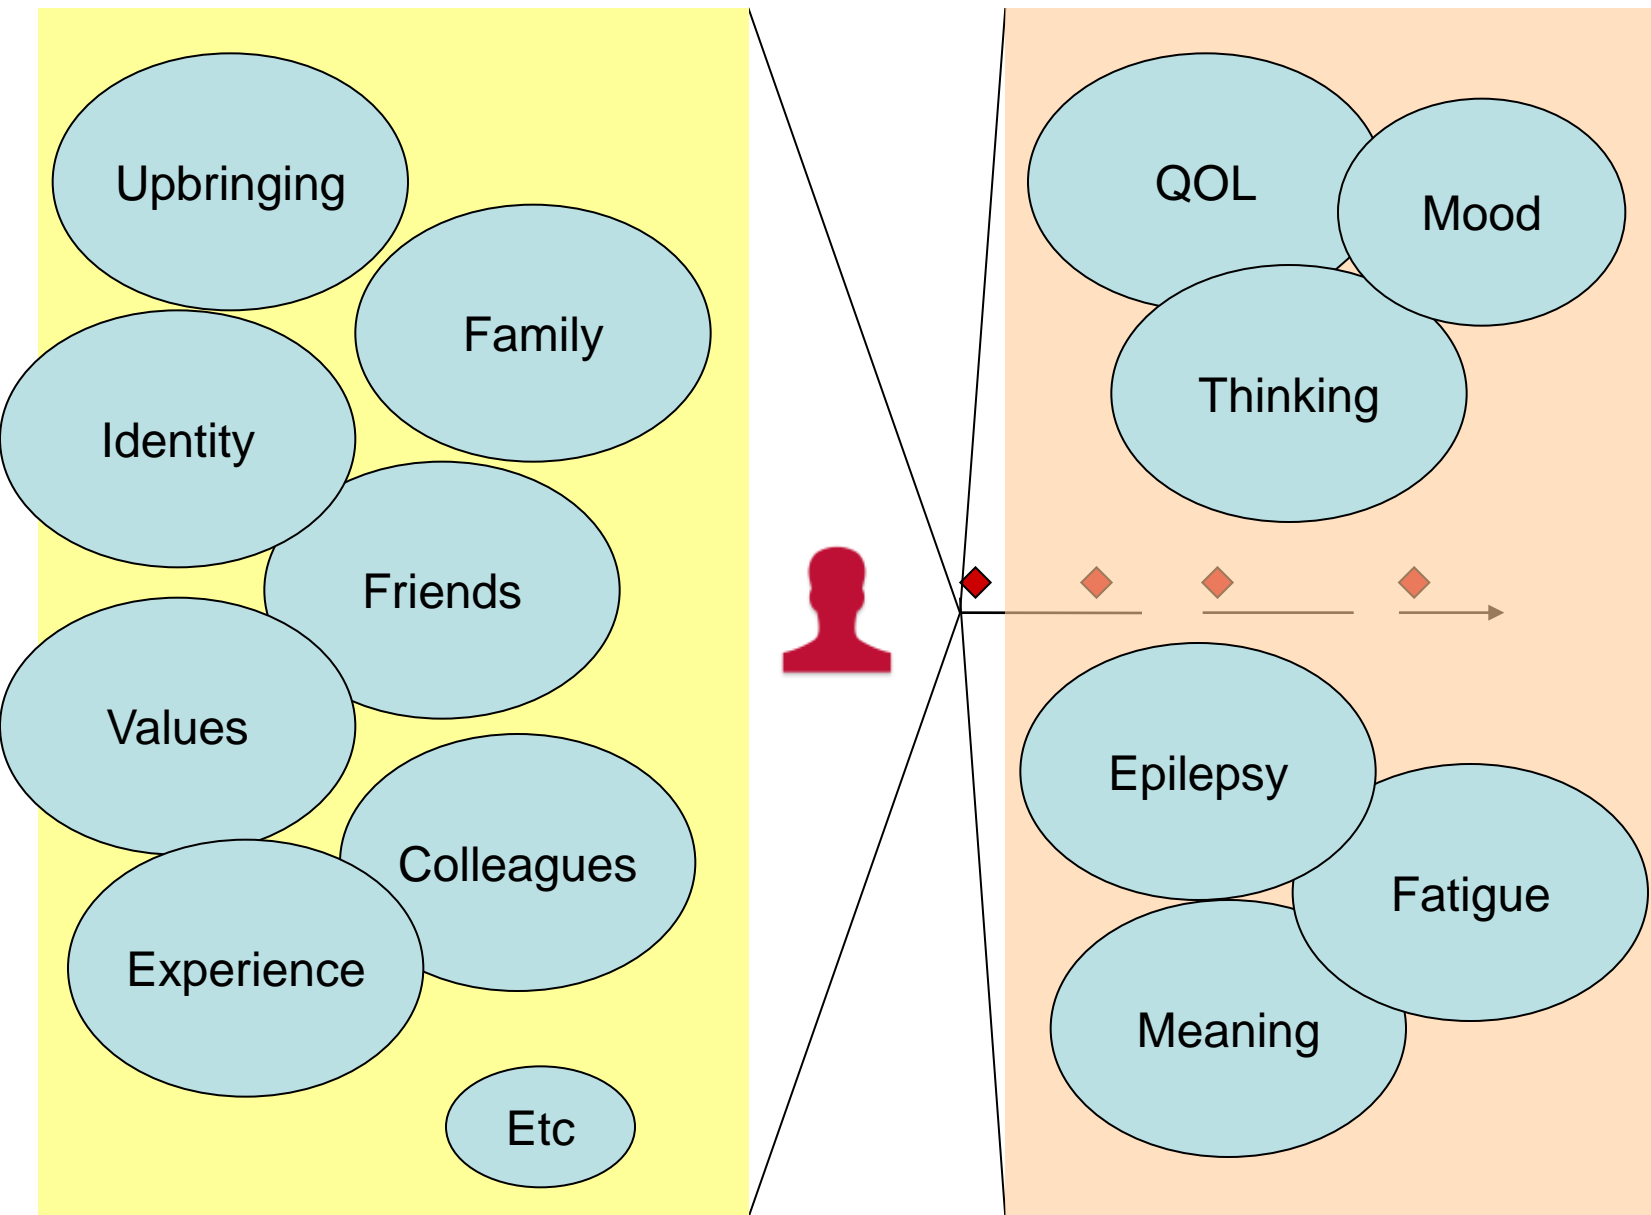 Upbringing
Family
Identity
Friends
Values
Colleagues
Experience
Etc
QOL
Mood
Thinking
Epilepsy
Fatigue
Meaning